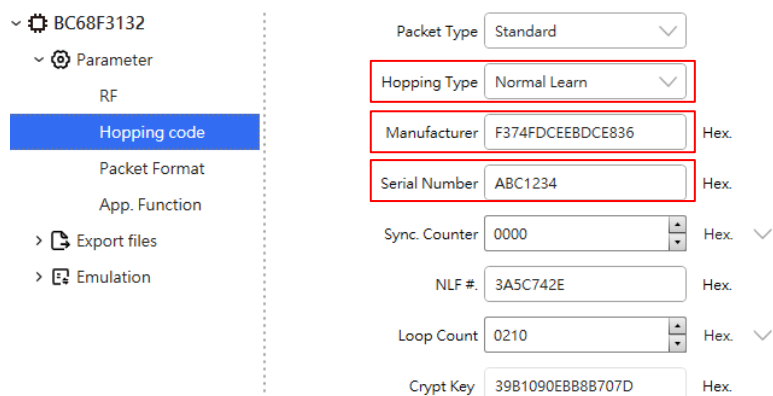 BC68F3132
Parameter
RF
Hopping code
Packet Format
App. Function
Export files
Emulation
Packet Type Standard
Hopping Type Normal Learn
Manufacturer F374FDCEEBDCE836 Hex.
Serial Number ABC1234 Hex.
Sync. Counter 0000 Hex.
NLF #. 3A5C742E Hex.
Loop Count 0210 Hex.
Crypt Key 39B1090EBB8B707D Hex.